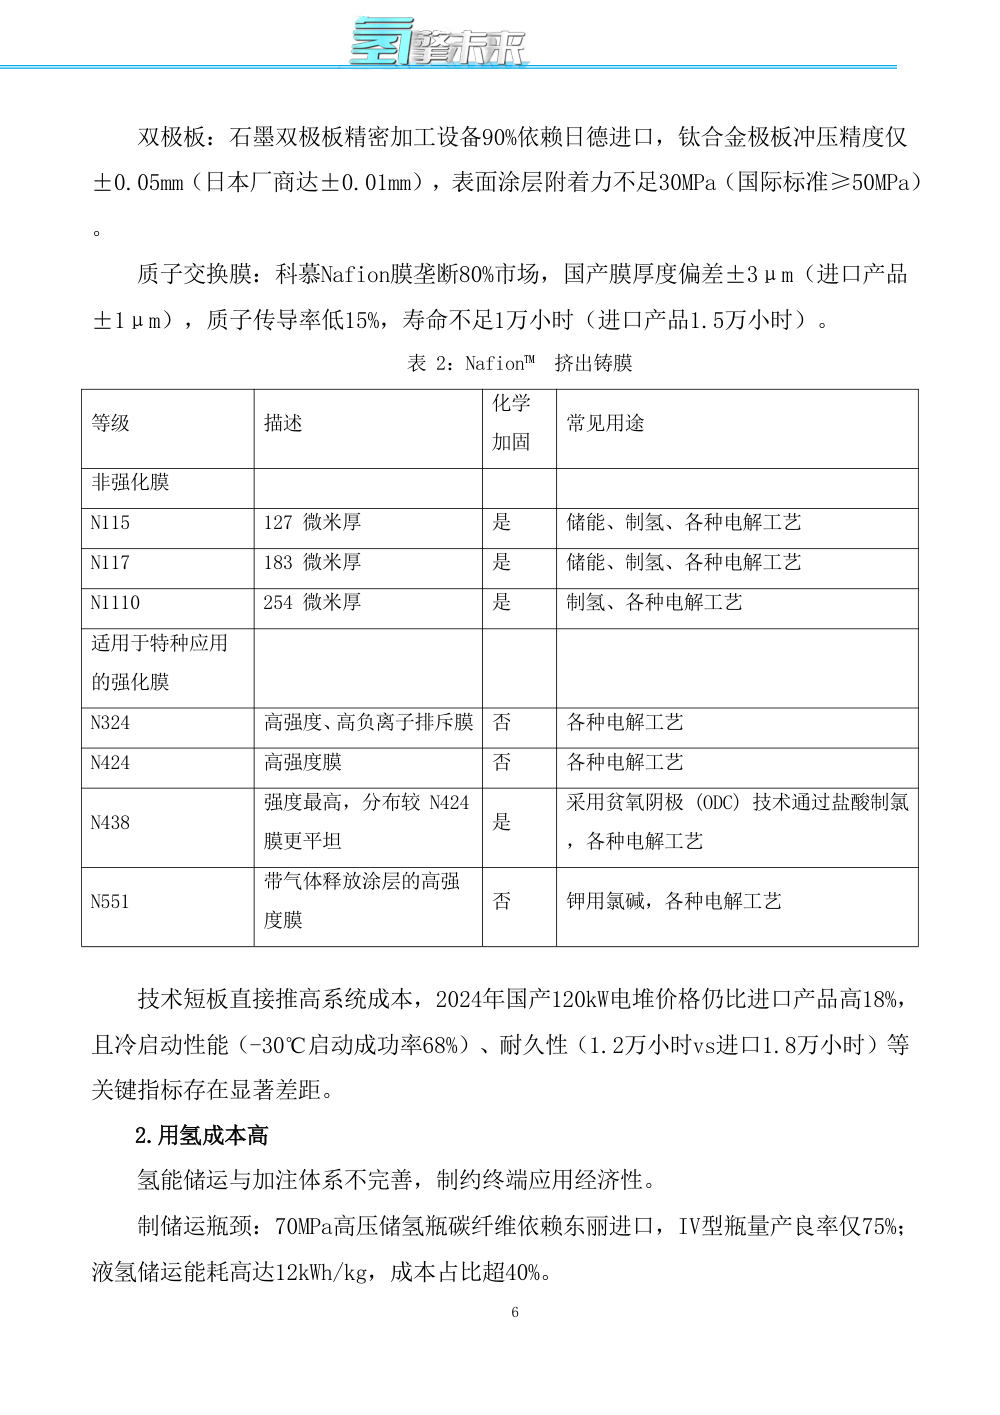 氢擎未来
双极板：石墨双极板精密加工设备90%依赖日德进口，钛合金极板冲压精度仅
±0.05mm（日本厂商达±0.01mm），表面涂层附着力不足30MPa（国际标准≥50MPa）
。
质子交换膜：科慕Nafion膜垄断80%市场，国产膜厚度偏差±3μm（进口产品
±1μm），质子传导率低15%，寿命不足1万小时（进口产品1.5万小时）。
表 2：Nafion™ 挤出铸膜
等级 描述 化学加固 常见用途
非强化膜
N115 127 微米厚 是 储能、制氢、各种电解工艺
N117 183 微米厚 是 储能、制氢、各种电解工艺
N1110 254 微米厚 是 制氢、各种电解工艺
适用于特种应用
的强化膜
N324 高强度、高负离子排斥膜 否 各种电解工艺
N424 高强度膜 否 各种电解工艺
N438 强度最高，分布较 N424 膜更平坦 是 采用贫氧阴极 (ODC) 技术通过盐酸制氯，各种电解工艺
N551 带气体释放涂层的高强度膜 否 钾用氯碱，各种电解工艺
技术短板直接推高系统成本，2024年国产120kW电堆价格仍比进口产品高18%，
且冷启动性能（-30℃启动成功率68%）、耐久性（1.2万小时vs进口1.8万小时）等
关键指标存在显著差距。
2.用氢成本高
氢能储运与加注体系不完善，制约终端应用经济性。
制储运瓶颈：70MPa高压储氢瓶碳纤维依赖东丽进口，IV型瓶量产良率仅75%；
液氢储运能耗高达12kWh/kg，成本占比超40%。
6